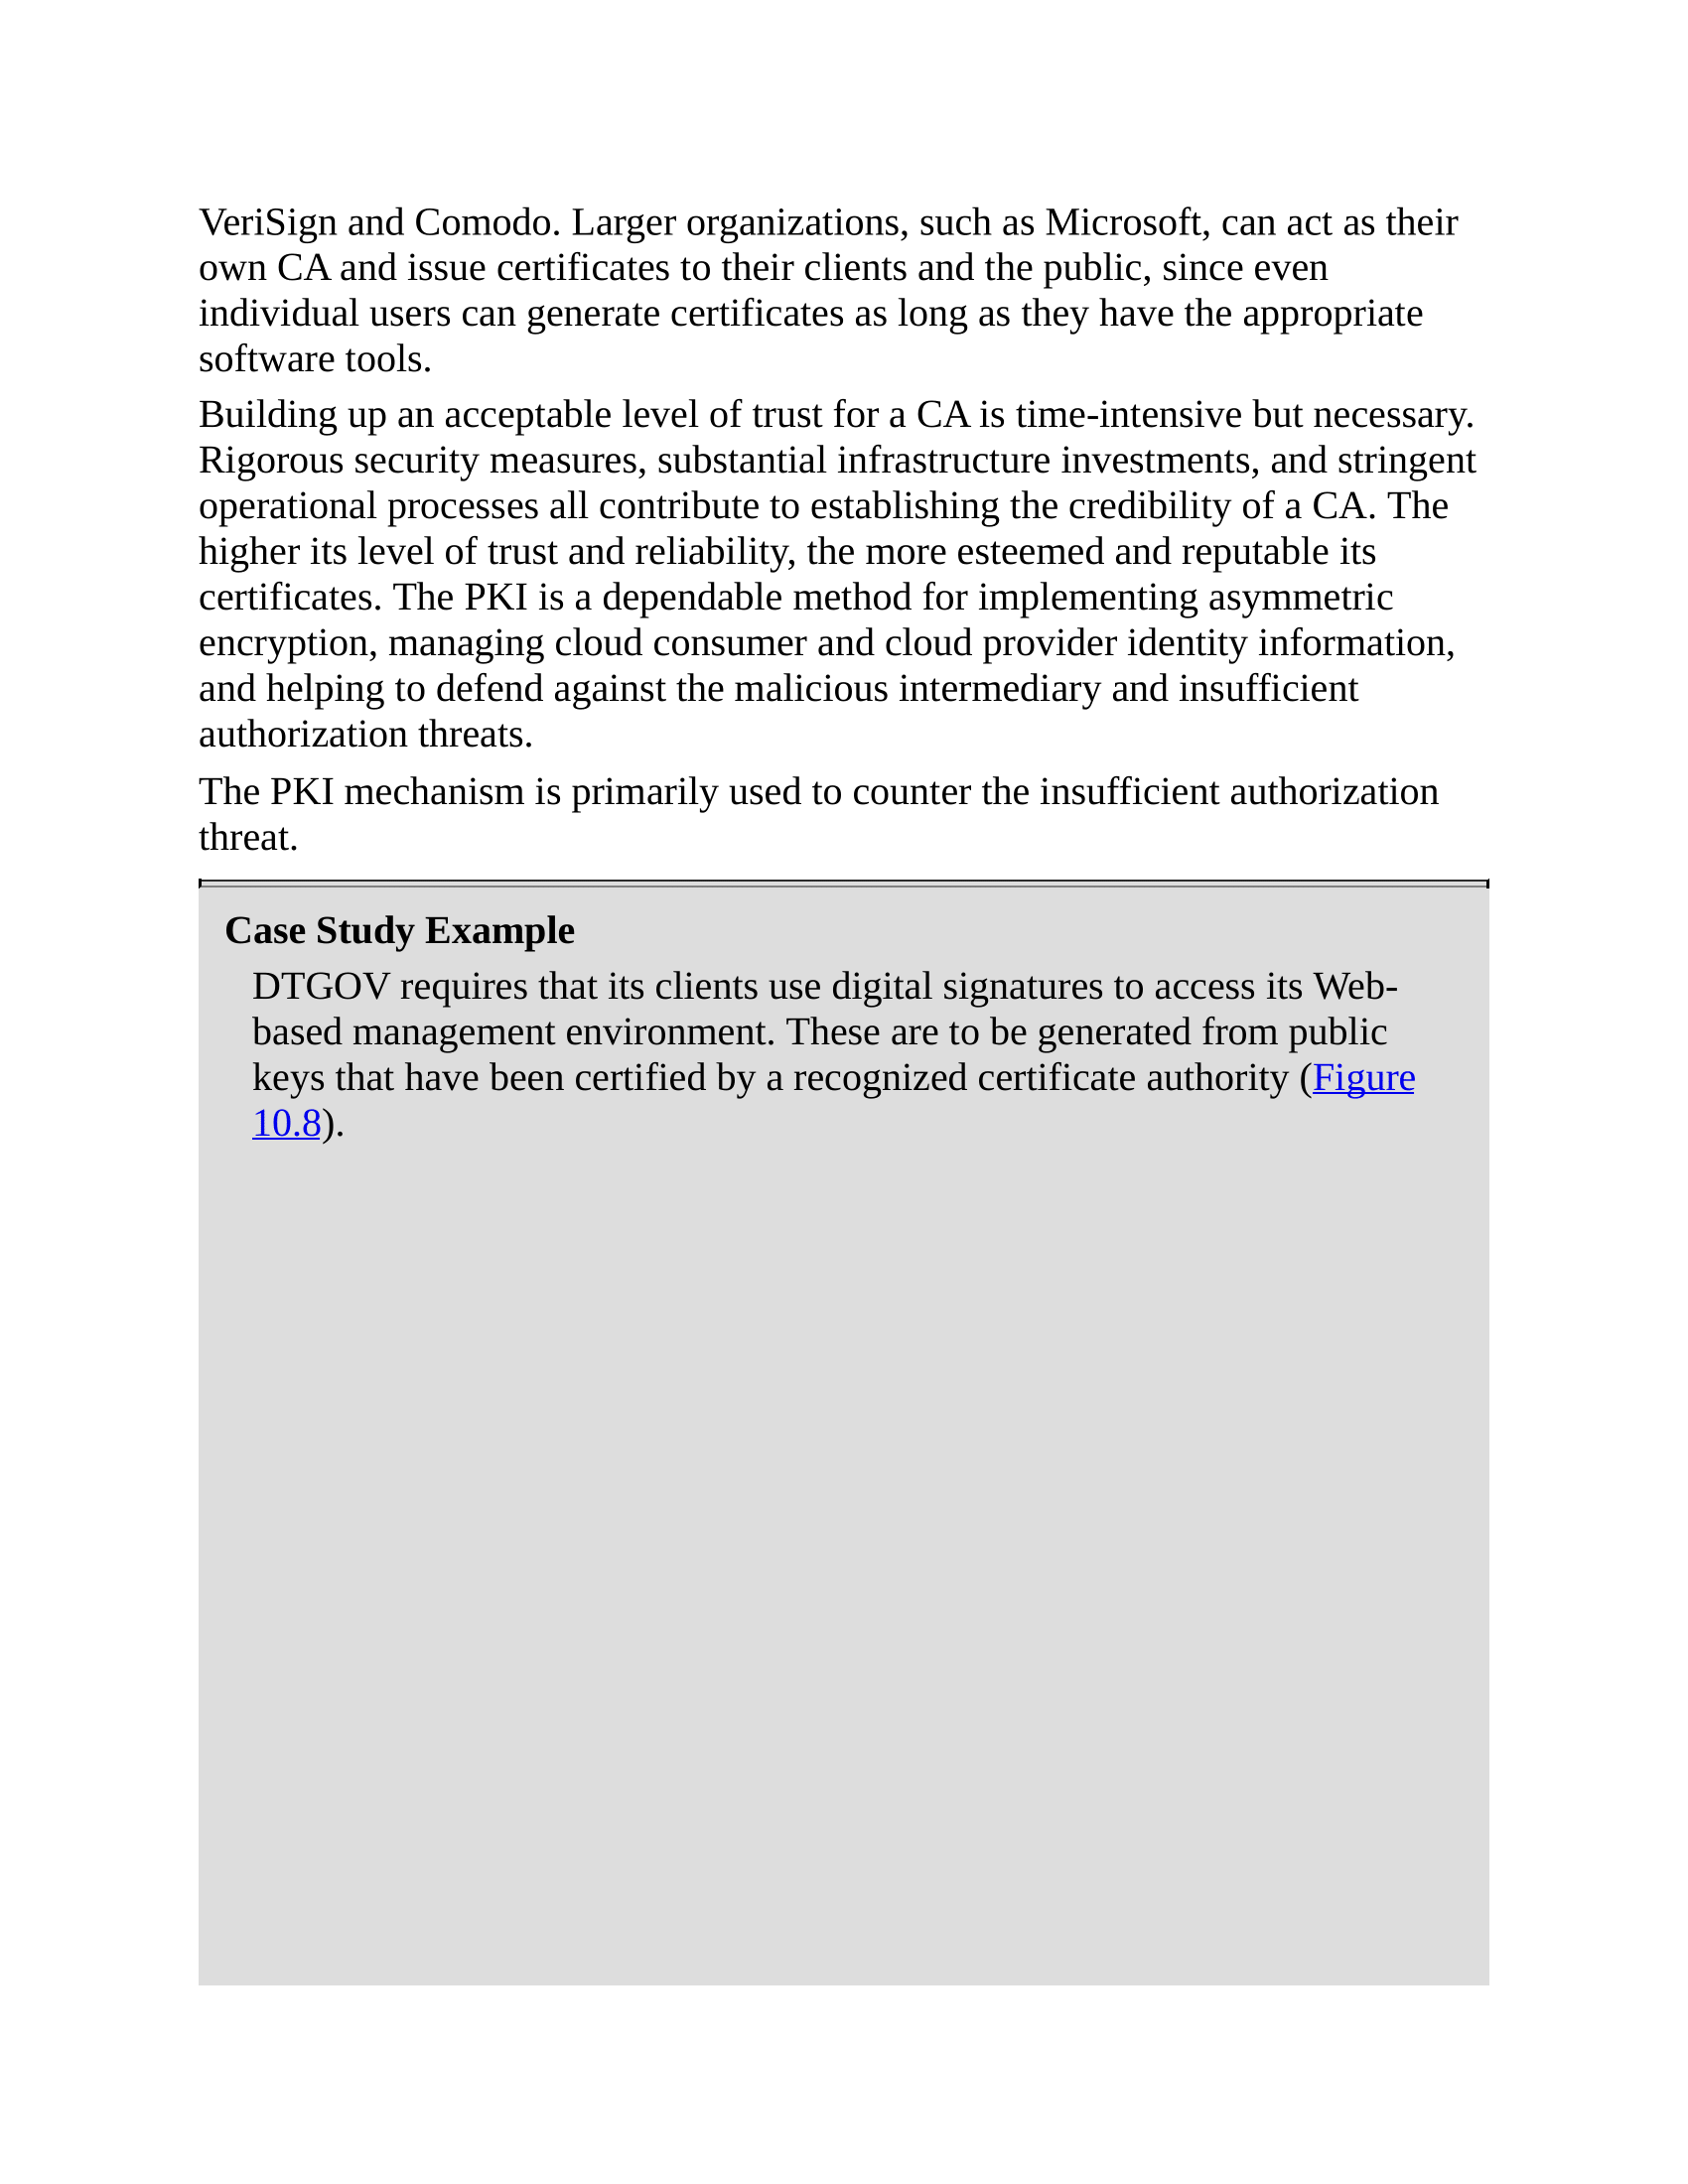 VeriSign and Comodo. Larger organizations, such as Microsoft, can act as their
own CA and issue certificates to their clients and the public, since even
individual users can generate certificates as long as they have the appropriate
software tools.
Building up an acceptable level of trust for a CA is time-intensive but necessary.
Rigorous security measures, substantial infrastructure investments, and stringent
operational processes all contribute to establishing the credibility of a CA. The
higher its level of trust and reliability, the more esteemed and reputable its
certificates. The PKI is a dependable method for implementing asymmetric
encryption, managing cloud consumer and cloud provider identity information,
and helping to defend against the malicious intermediary and insufficient
authorization threats.
The PKI mechanism is primarily used to counter the insufficient authorization
threat.
Case Study Example
DTGOV requires that its clients use digital signatures to access its Web-
based management environment. These are to be generated from public
keys that have been certified by a recognized certificate authority (Figure
10.8).